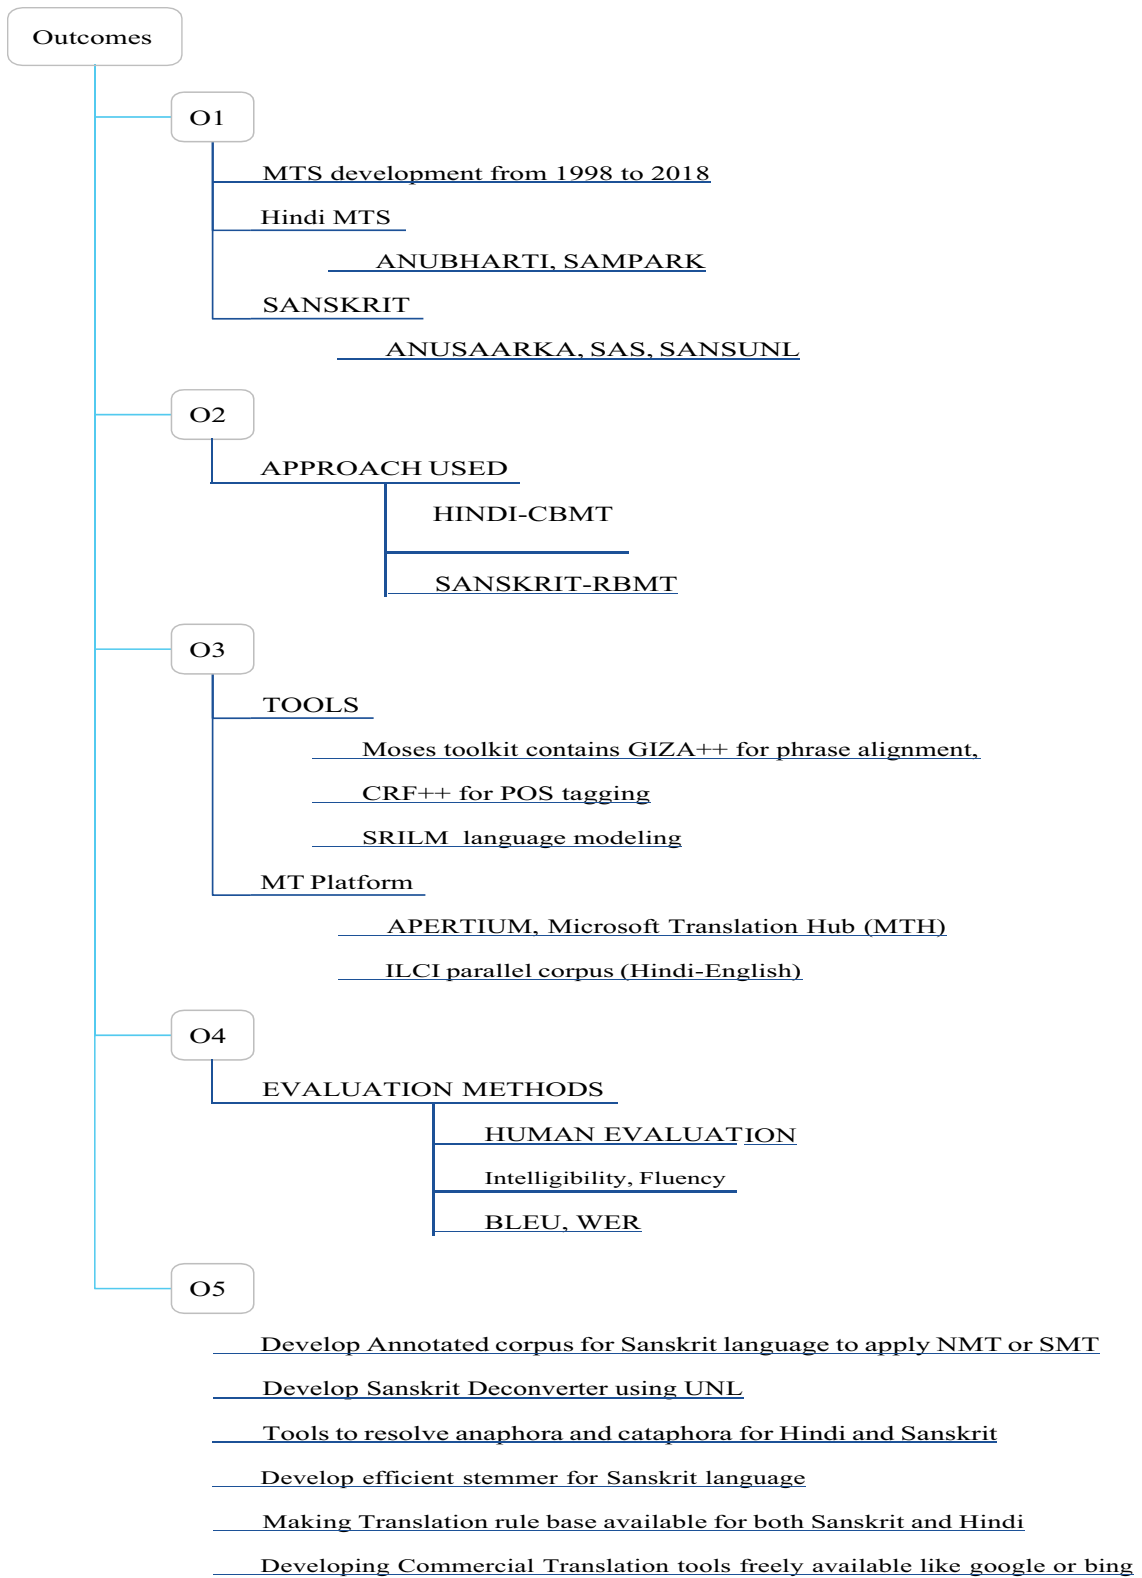 Outcomes
O1
MTS development from 1998 to 2018
Hindi MTS
ANUBHARTI, SAMPARK
SANSKRIT
ANUSAARKA, SAS, SANSUNL
O2
APPROACH USED
HINDI-CBMT
SANSKRIT-RBMT
O3
TOOLS
Moses toolkit contains GIZA++ for phrase alignment,
CRF++ for POS tagging
SRILM language modeling
MT Platform
APERTIUM, Microsoft Translation Hub (MTH)
ILCI parallel corpus (Hindi-English)
O4
EVALUATION METHODS
HUMAN EVALUATION
Intelligibility, Fluency
BLEU, WER
O5
Develop Annotated corpus for Sanskrit language to apply NMT or SMT
Develop Sanskrit Deconverter using UNL
Tools to resolve anaphora and cataphora for Hindi and Sanskrit
Develop efficient stemmer for Sanskrit language
Making Translation rule base available for both Sanskrit and Hindi
Developing Commercial Translation tools freely available like google or bing